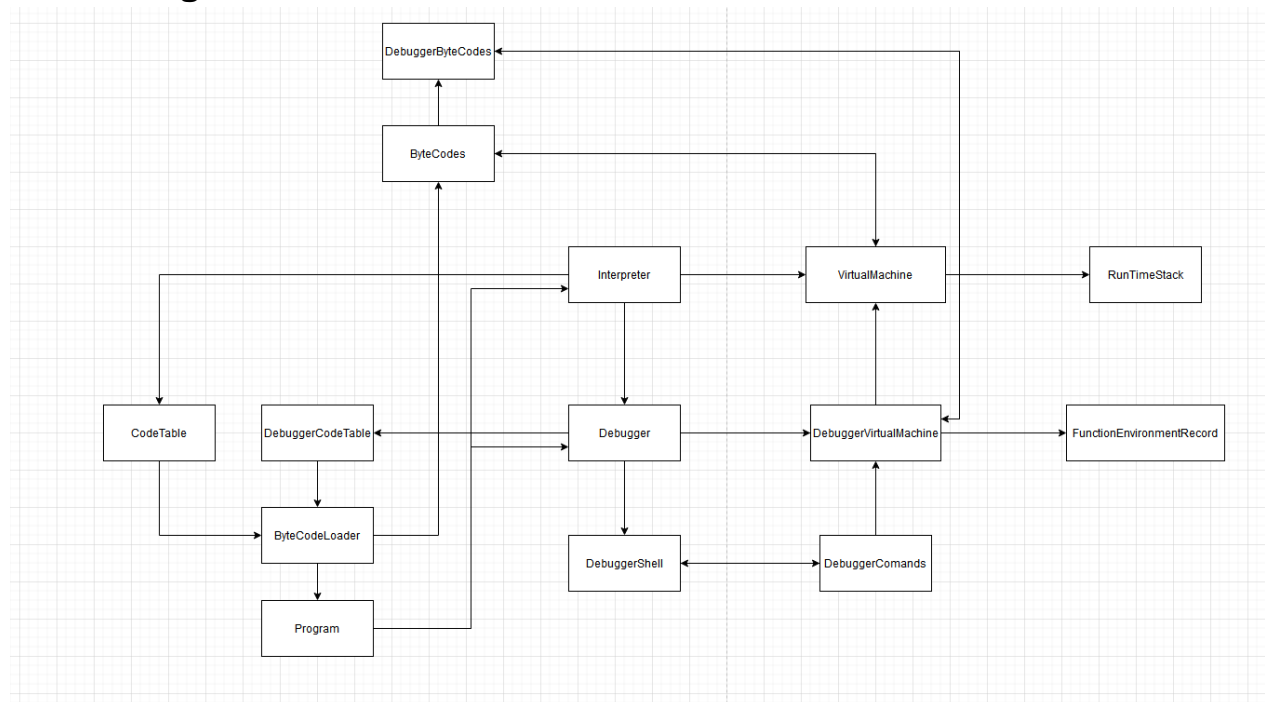 DebuggerByteCodes
ByteCodes
Interpreter
VirtualMachine
RunTimeStack
CodeTable
DebuggerCodeTable
Debugger
DebuggerVirtualMachine
FunctionEnvironmentRecord
ByteCodeLoader
DebuggerShell
DebuggerComands
Program